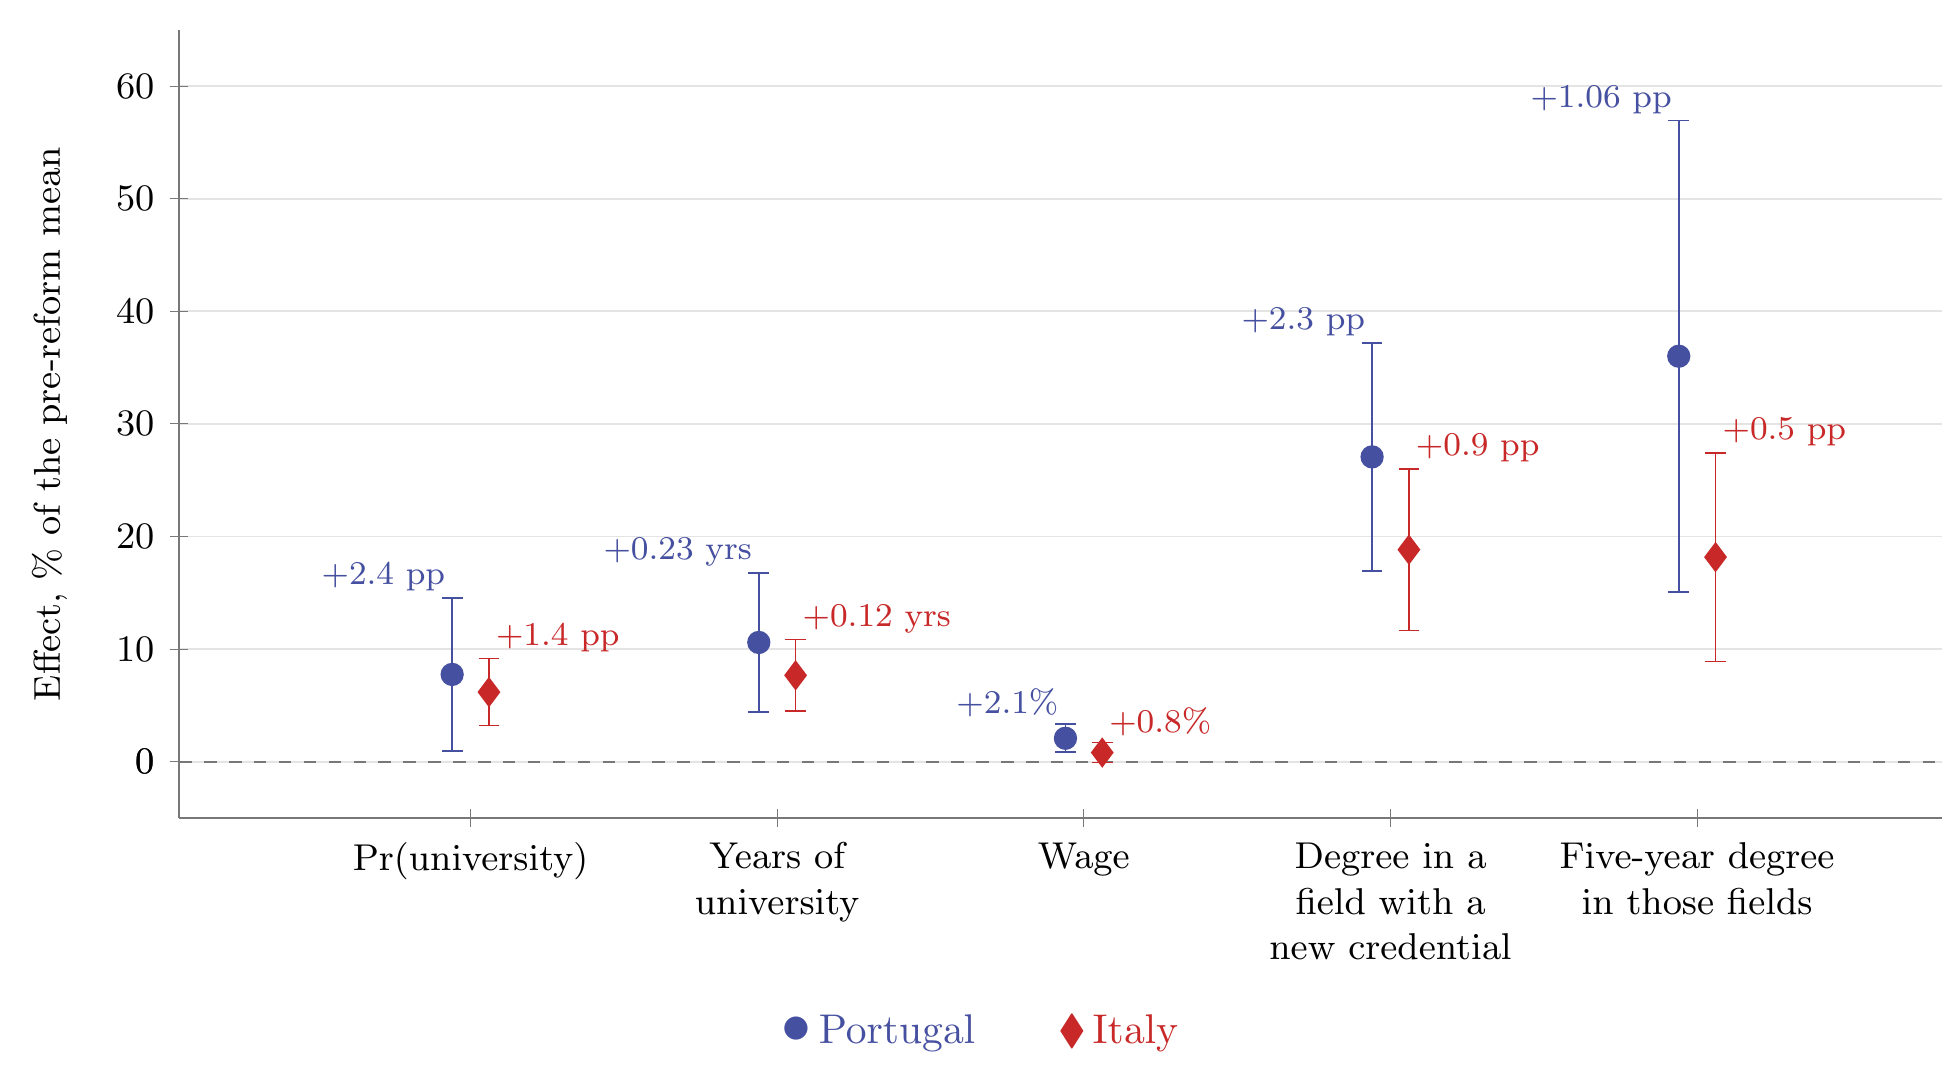 Effect, % of the pre-reform mean
60
50
40
30
20
10
0
+2.4 pp
+1.4 pp
+0.23 yrs
+0.12 yrs
+2.1%
+0.8%
+2.3 pp
+0.9 pp
+1.06 pp
+0.5 pp
Pr(university)
Years of
university
Wage
Degree in a
field with a
new credential
Five-year degree
in those fields
Portugal
Italy